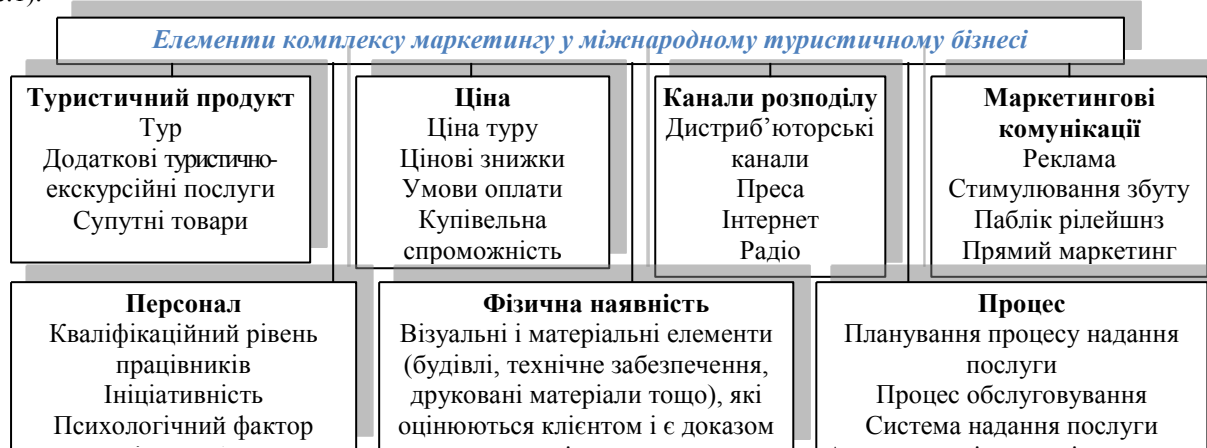 Елементи комплексу маркетингу у міжнародному туристичному бізнесі
Туристичний продукт
Тур
Додаткові туристично-
екскурсійні послуги
Супутні товари
Ціна
Ціна туру
Цінові знижки
Умови оплати
Купівельна
спроможність
Канали розподілу
Дистриб’юторські
канали
Преса
Інтернет
Радіо
Маркетингові
комунікації
Реклама
Стимулювання збуту
Паблік рілейшнз
Прямий маркетинг
Персонал
Кваліфікаційний рівень
працівників
Ініціативність
Психологічний фактор
Фізична наявність
Візуальні і матеріальні елементи
(будівлі, технічне забезпечення,
друковані матеріали тощо), які
оцінюються клієнтом і є доказом
Процес
Планування процесу надання
послуги
Процес обслуговування
Система надання послуги